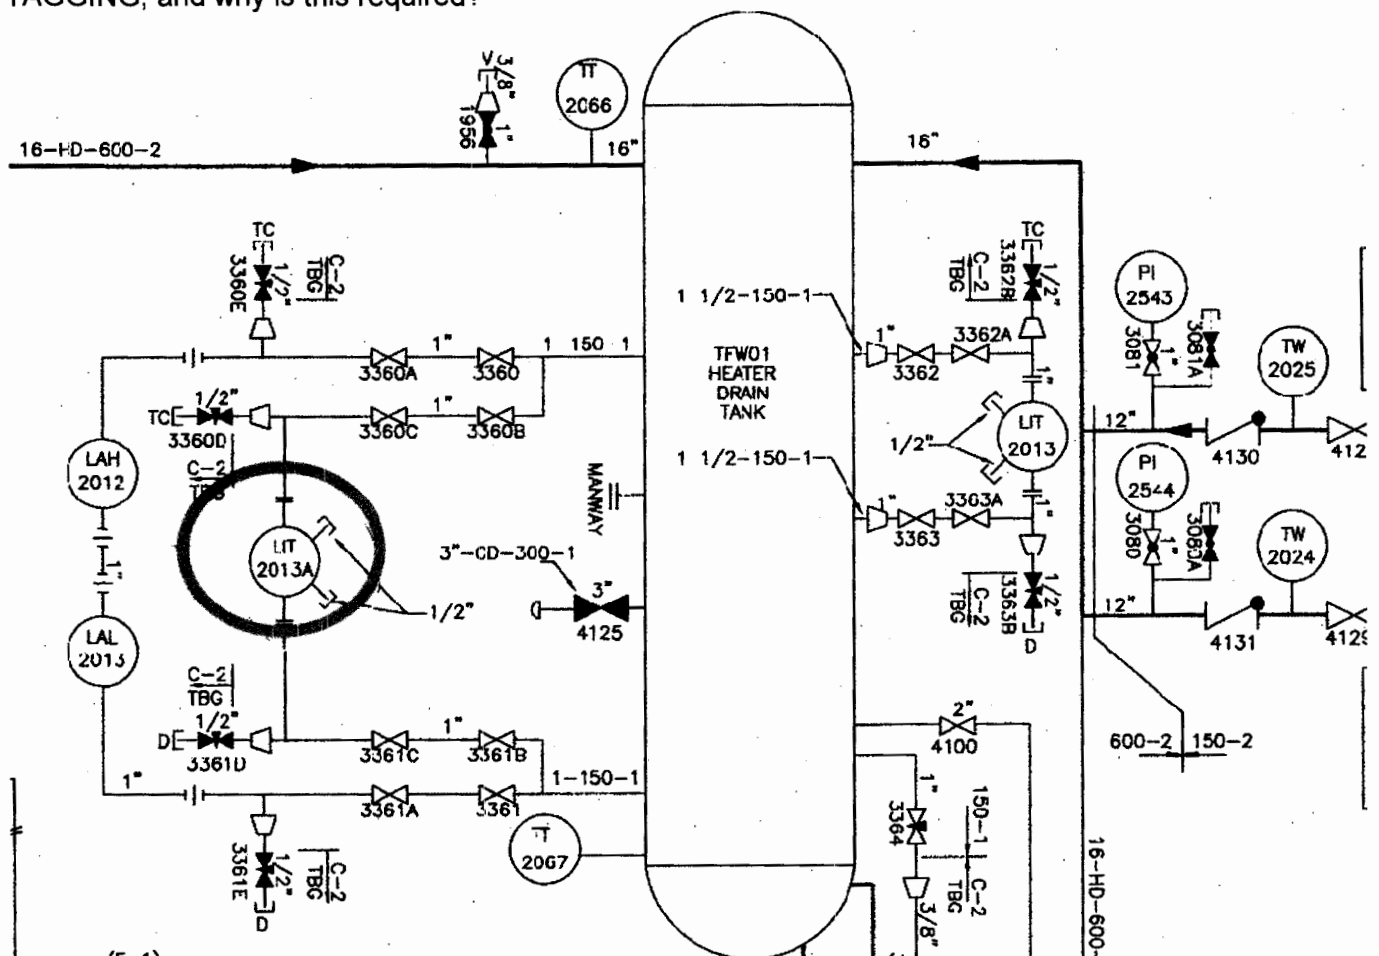 TAGGING, and why is this required?
V
3/8"
1"
1956
TT
2066
16-HD-600-2
16"
16"
TC
1/2"
3360E
C-2
TBG
1"
3360A
3360
1 150 1
TC
1/2"
3360D
1"
3360C
3360B
C-2
LAH
2012
1"
LAL
2013
LIT
2013A
1/2"
C-2
TBG
1/2"
D
3361D
1"
3361C
3361B
1"
3361A
3361
1-150-1
1/2"
3361E
C-2
TBG
D
TT
2067
MANWAY
3"-CD-300-1
3"
4125
TFW01
HEATER
DRAIN
TANK
1 1/2-150-1
1 1/2-150-1
1"
3362
3362A
TC
1/2"
3362B
C-2
TBG
1"
LIT
2013
1/2"
1"
1"
3363
3363A
1/2"
3363B
C-2
TBG
D
2"
4100
1"
3364
150-1
C-2
TBG
3/8"
PI
2543
3081
1"
3081A
TW
2025
12"
4130
412
PI
2544
3080
1"
3080A
TW
2024
12"
4131
4129
600-2
150-2
16-HD-600-